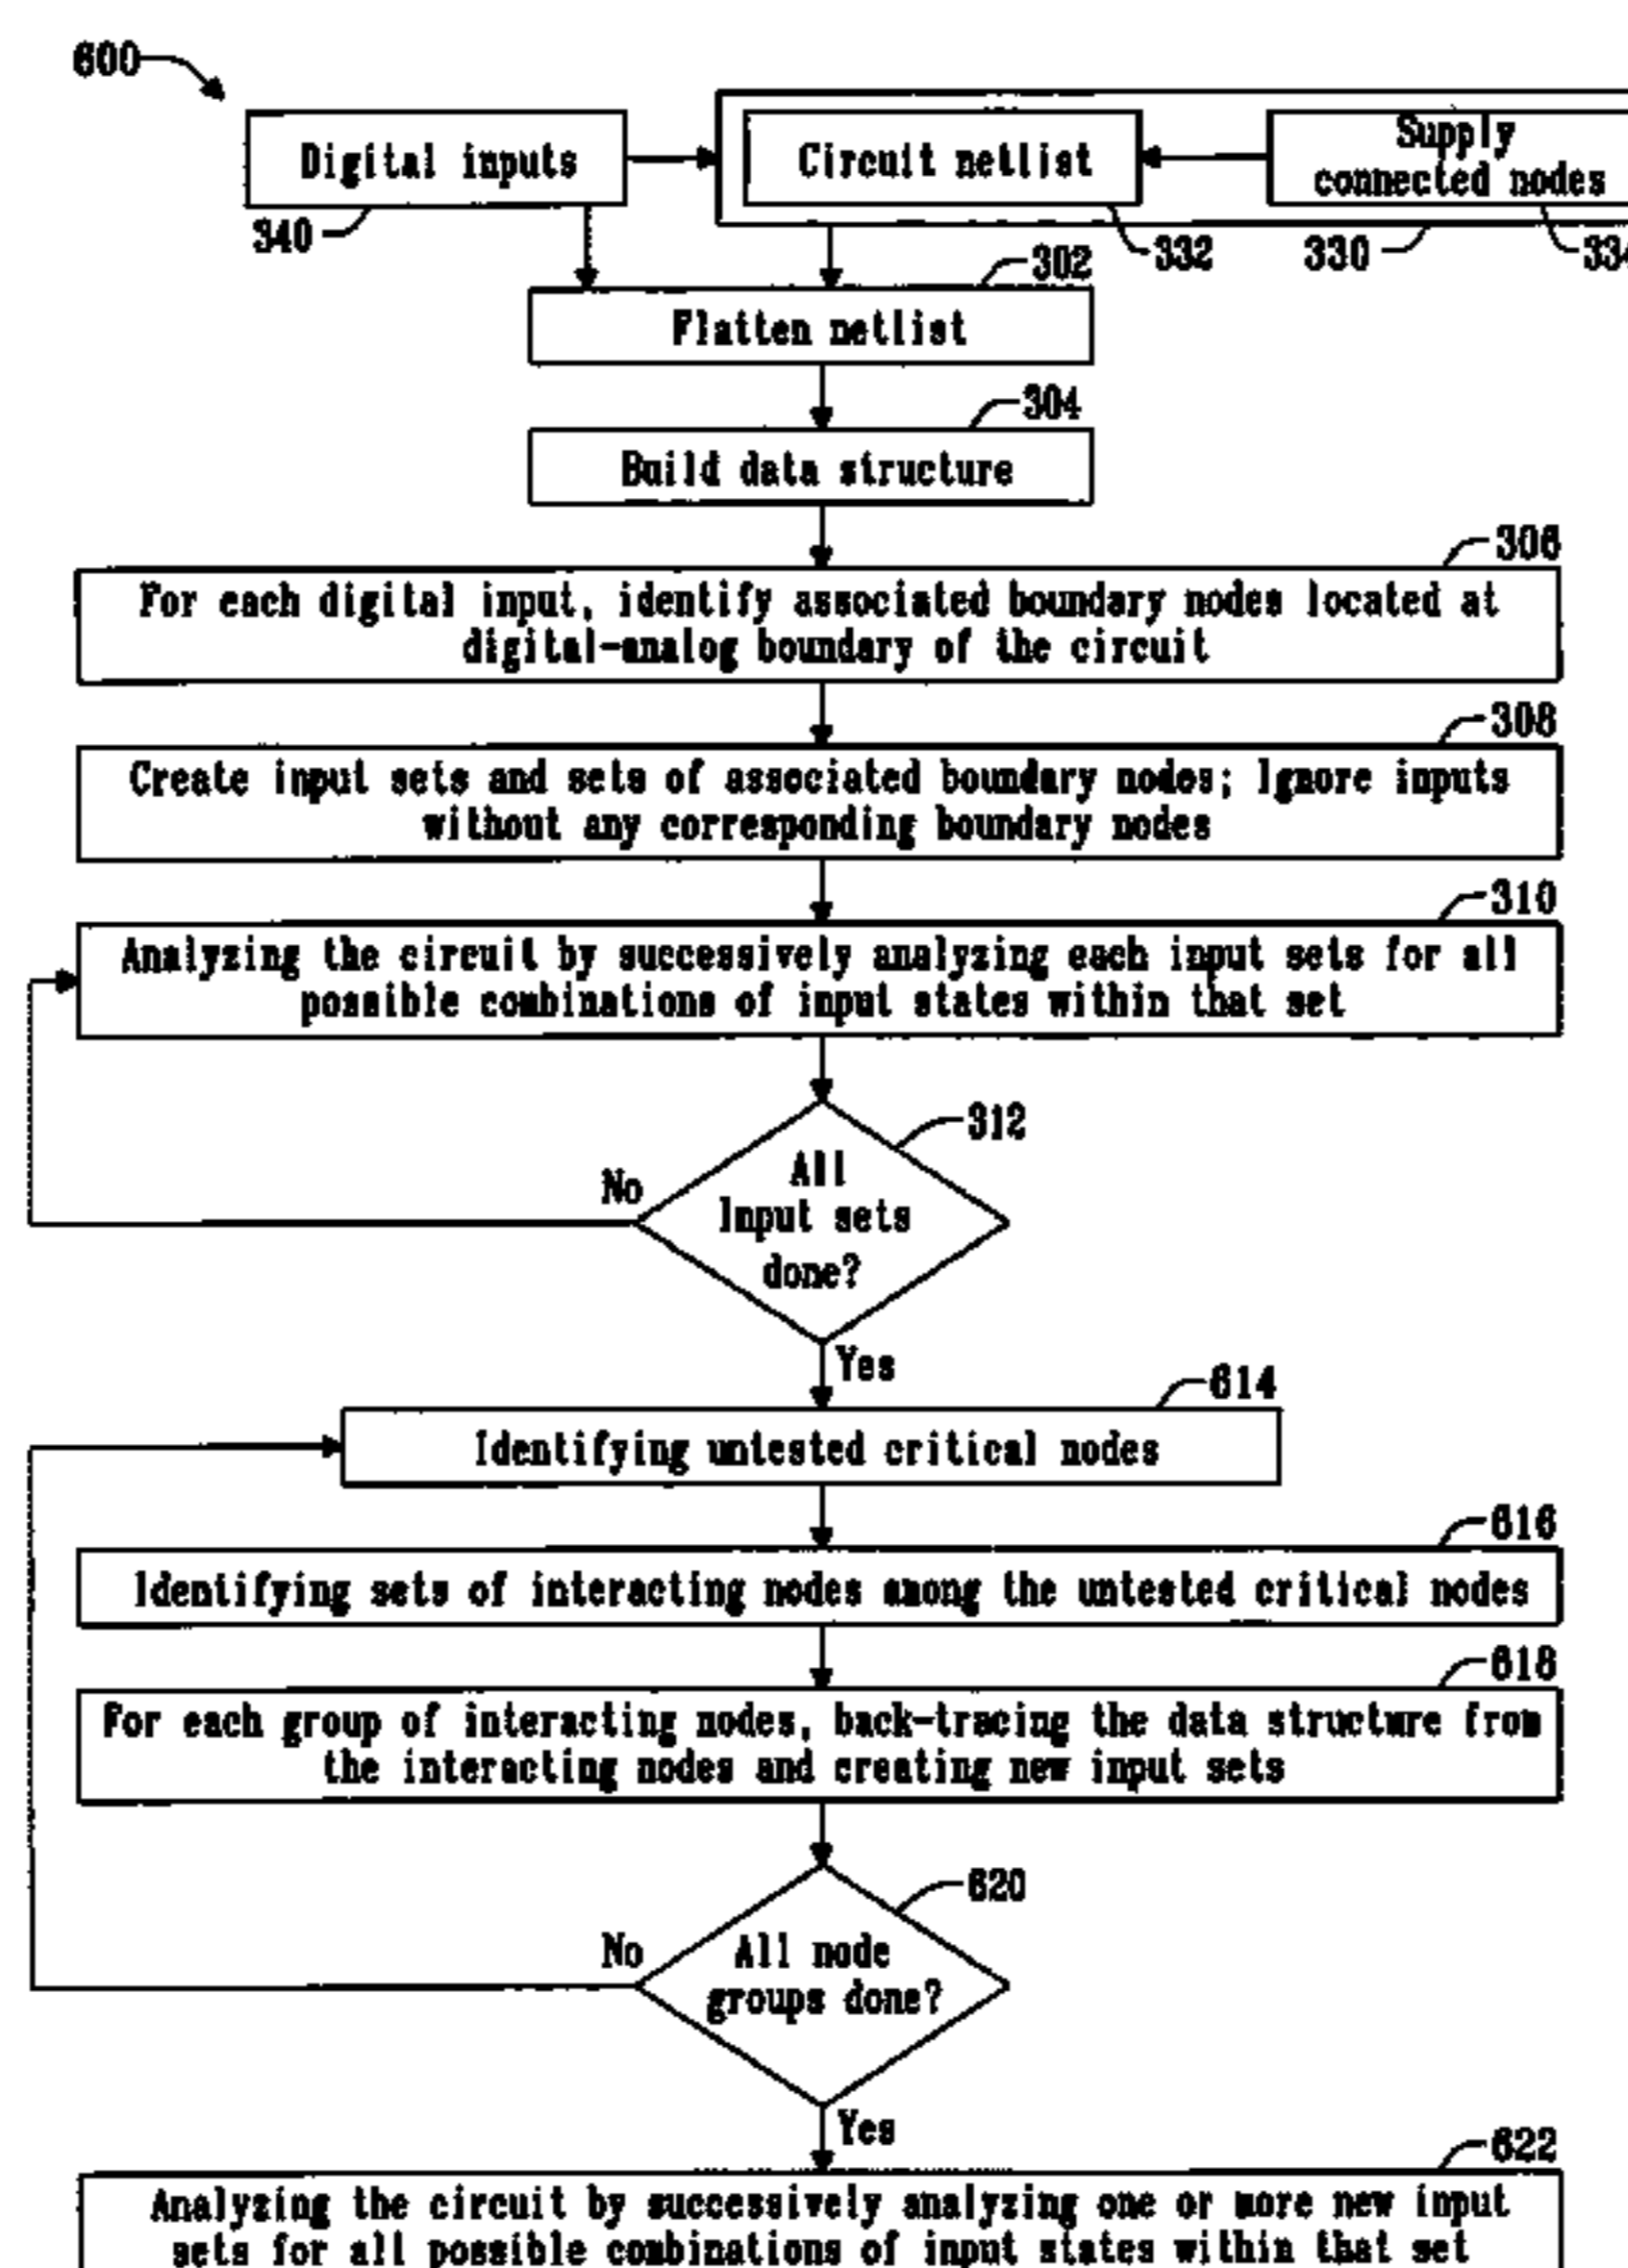 600
Digital inputs
Circuit netlist
Supply
connected nodes
340
332
330
334
302
Flatten netlist
304
Build data structure
306
For each digital input, identify associated boundary nodes located at
digital-analog boundary of the circuit
308
Create input sets and sets of associated boundary nodes; Ignore inputs
without any corresponding boundary nodes
310
Analyzing the circuit by successively analyzing each input sets for all
possible combinations of input states within that set
312
All
Input sets
done?
No
Yes
614
Identifying untested critical nodes
616
Identifying sets of interacting nodes among the untested critical nodes
618
For each group of interacting nodes, back-tracing the data structure from
the interacting nodes and creating new input sets
620
All node
groups done?
No
Yes
622
Analyzing the circuit by successively analyzing one or more new input
sets for all possible combinations of input states within that set